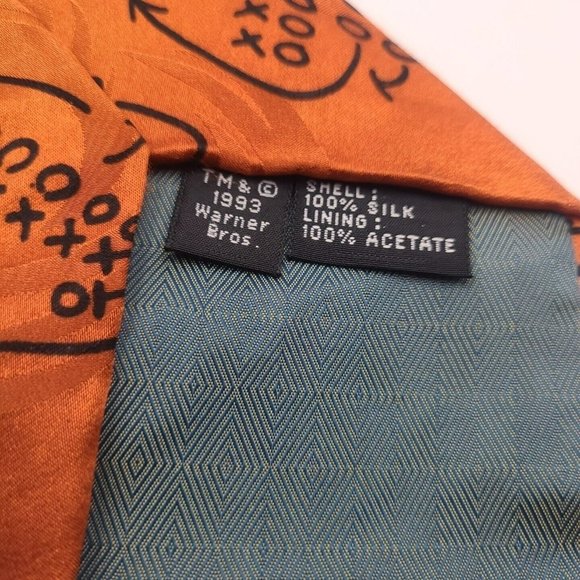 TM & ©
1993
Warner
Bros.
SHELL:
100% SILK
LINING:
100% ACETATE